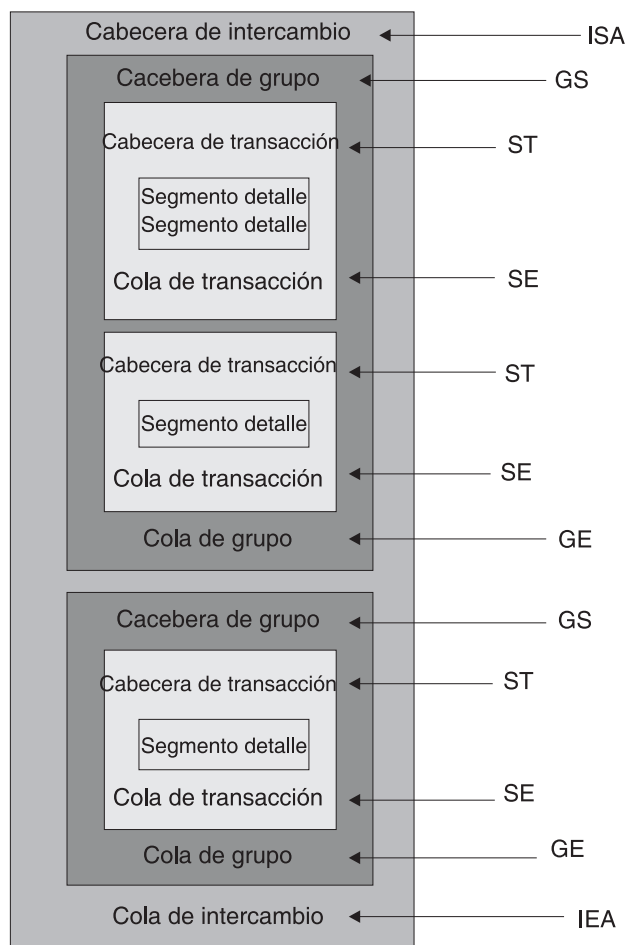 Cabecera de intercambio
ISA
Cacebera de grupo
GS
Cabecera de transacción
ST
Segmento detalle
Segmento detalle
Cola de transacción
SE
Cabecera de transacción
ST
Segmento detalle
Cola de transacción
SE
Cola de grupo
GE
Cacebera de grupo
GS
Cabecera de transacción
ST
Segmento detalle
Cola de transacción
SE
Cola de grupo
GE
Cola de intercambio
IEA